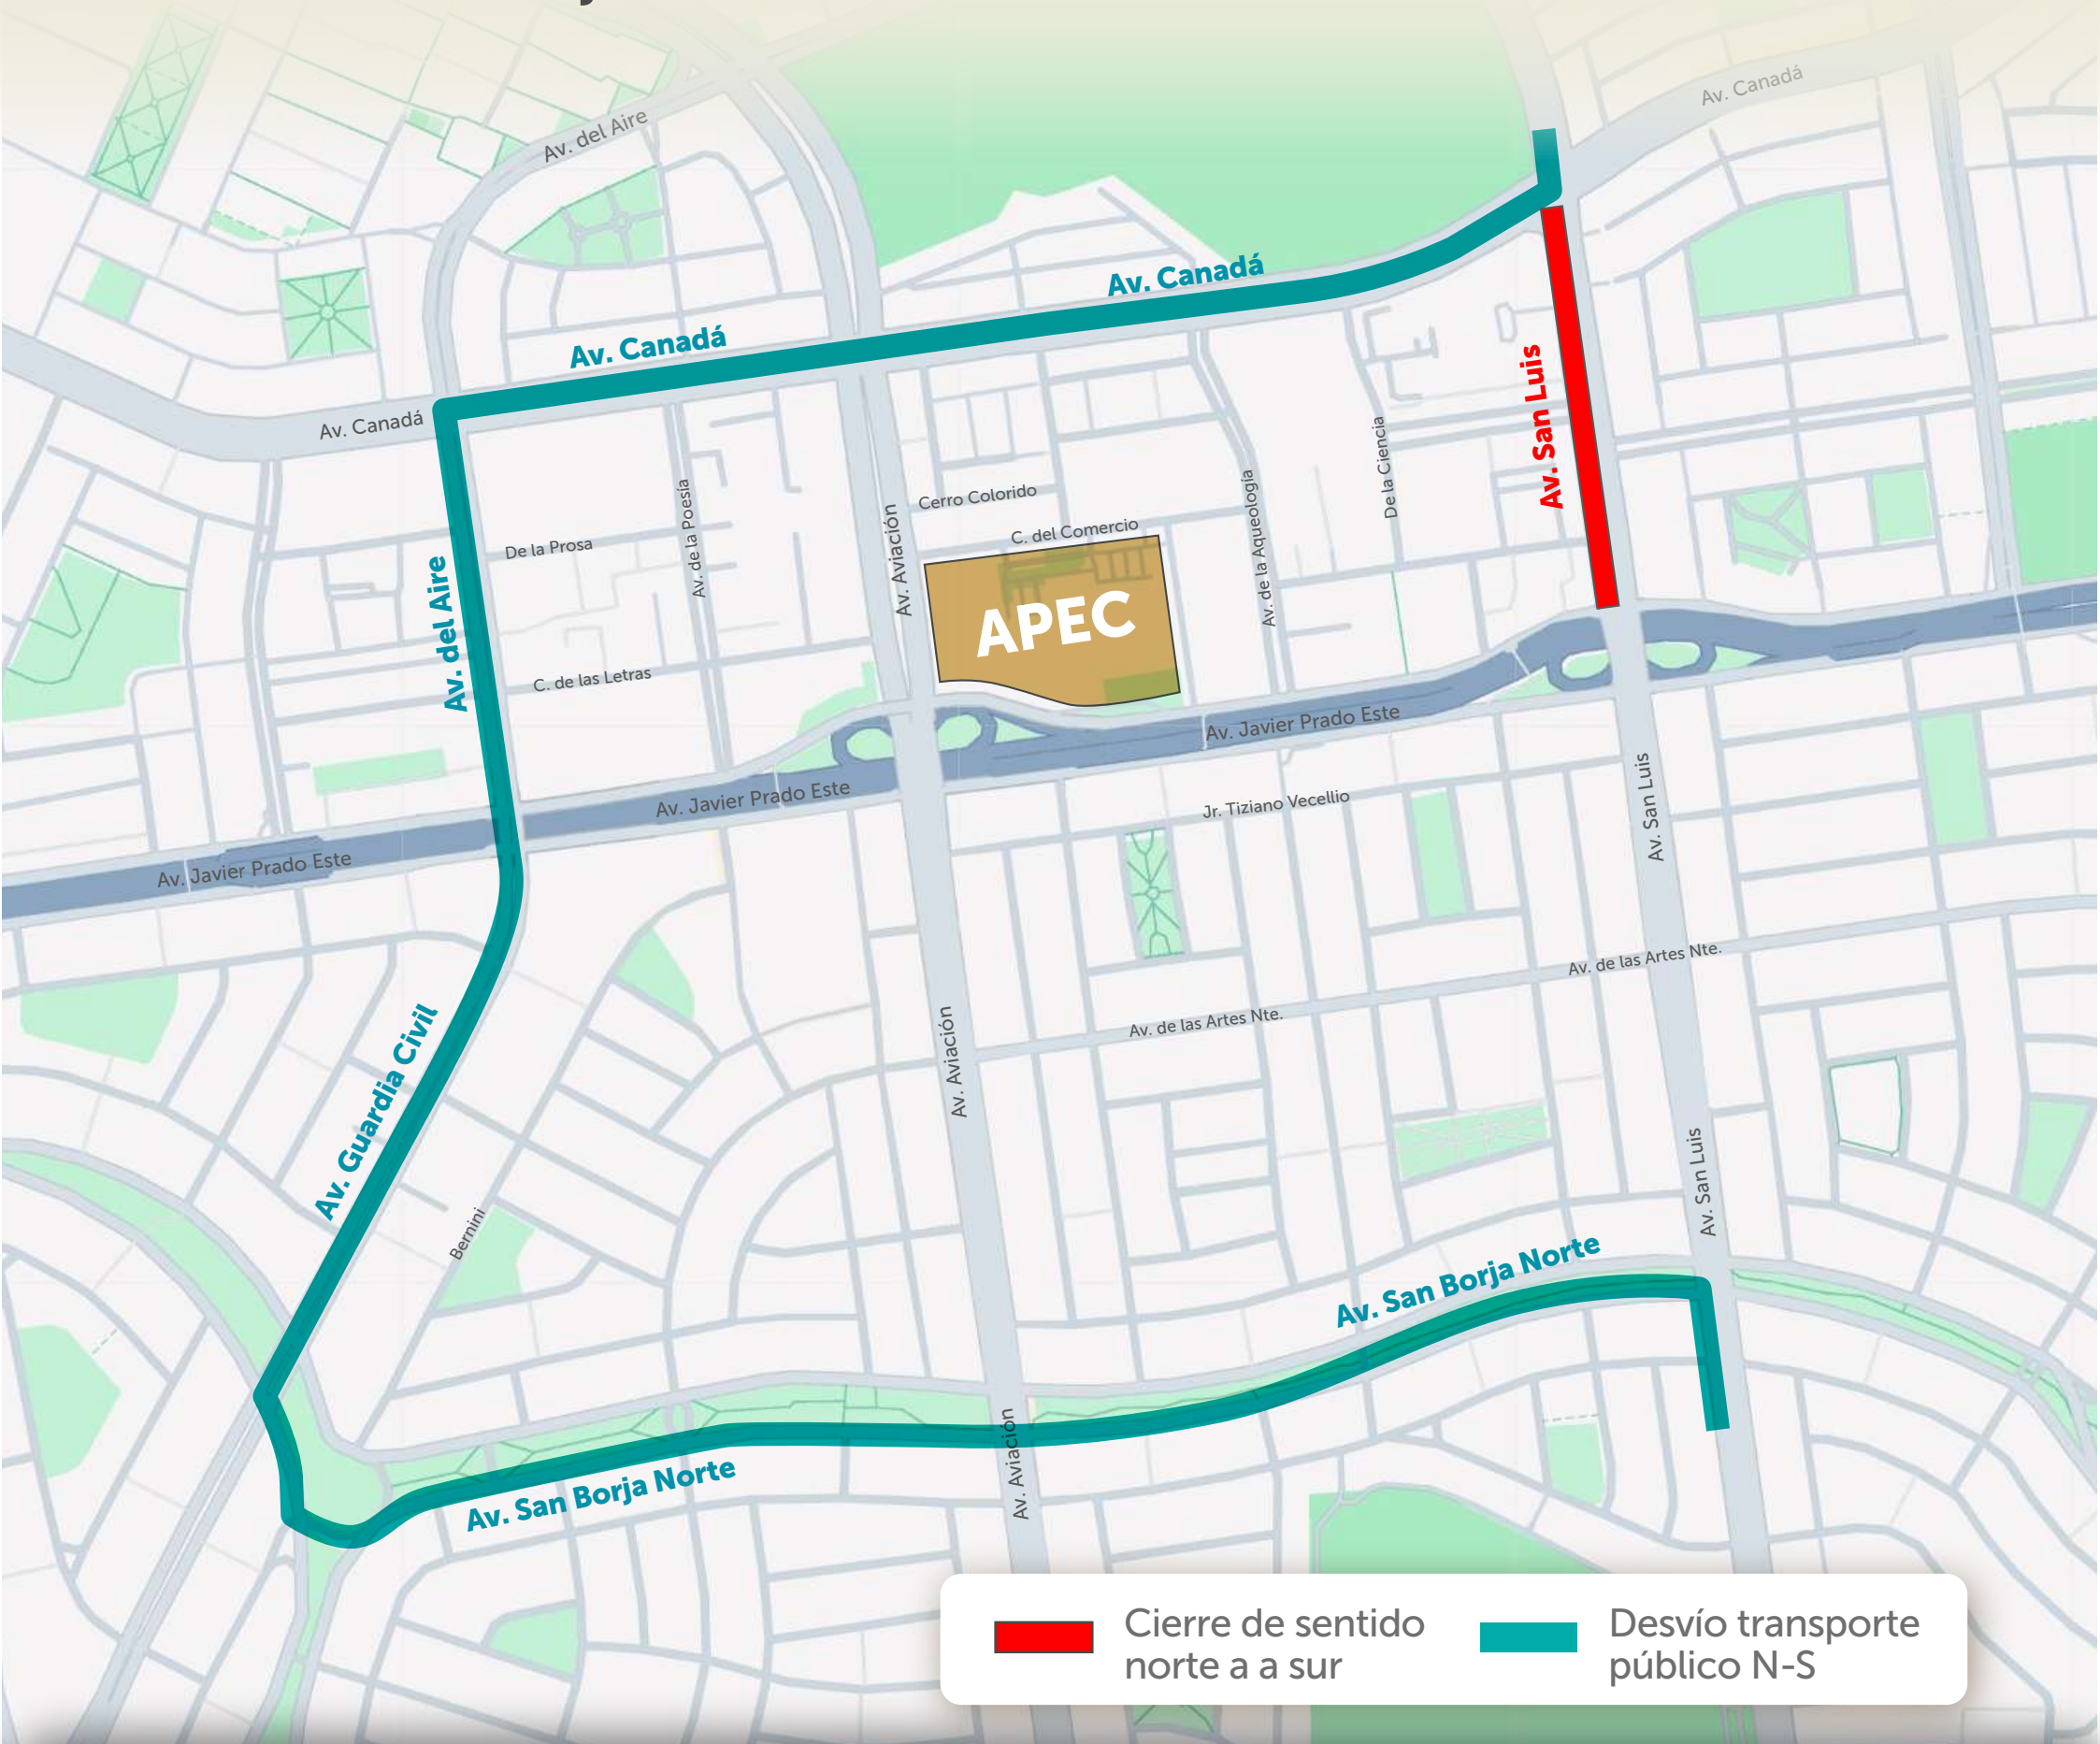 Av. Canadá
Av. del Aire
Av. Canadá
Av. Canadá
Av. Canadá
Av. San Luis
De la Ciencia
Cerro Colorido
C. del Comercio
De la Prosa
Av. de la Poesía
Av. Aviación
Av. de la Aqueología
APEC
Av. del Aire
C. de las Letras
Av. Javier Prado Este
Av. Javier Prado Este
Av. Javier Prado Este
Jr. Tiziano Vecellio
Av. San Luis
Av. de las Artes Nte.
Av. de las Artes Nte.
Av. Aviación
Av. Guardia Civil
Bernini
Av. San Luis
Av. San Borja Norte
Av. San Borja Norte
Av. Aviación
Cierre de sentido
norte a a sur
Desvío transporte
público N-S